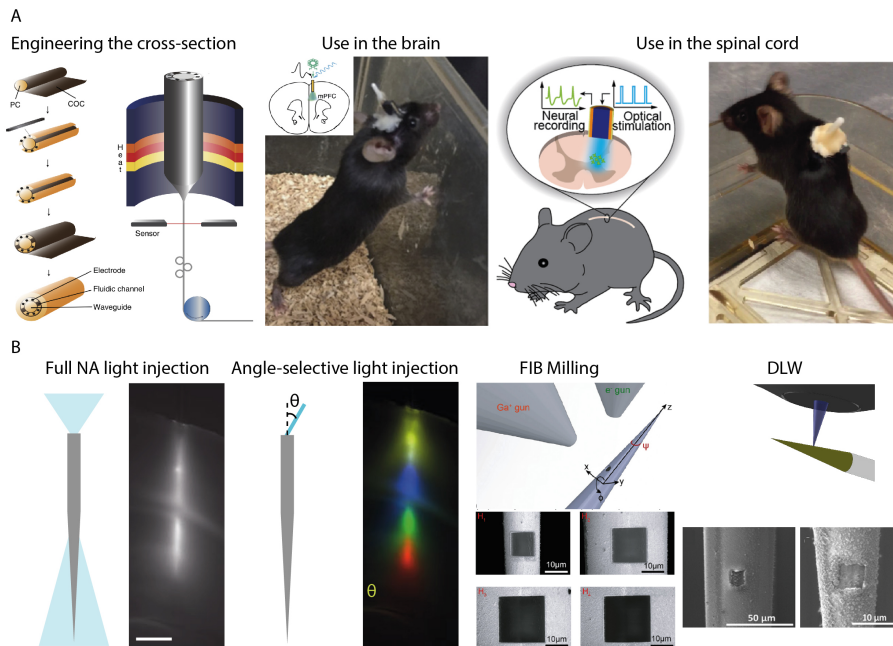 A
Engineering the cross-section
Use in the brain
Use in the spinal cord
PC
COC
Heat
Sensor
Electrode
Fluidic channel
Waveguide
mPFC
Neural
recording
Optical
stimulation
B
Full NA light injection
Angle-selective light injection
FIB Milling
DLW
θ
θ
Ga⁺ gun
e⁻ gun
z
ψ
x
y
ϕ
10μm
10μm
10μm
10μm
50 μm
10 μm